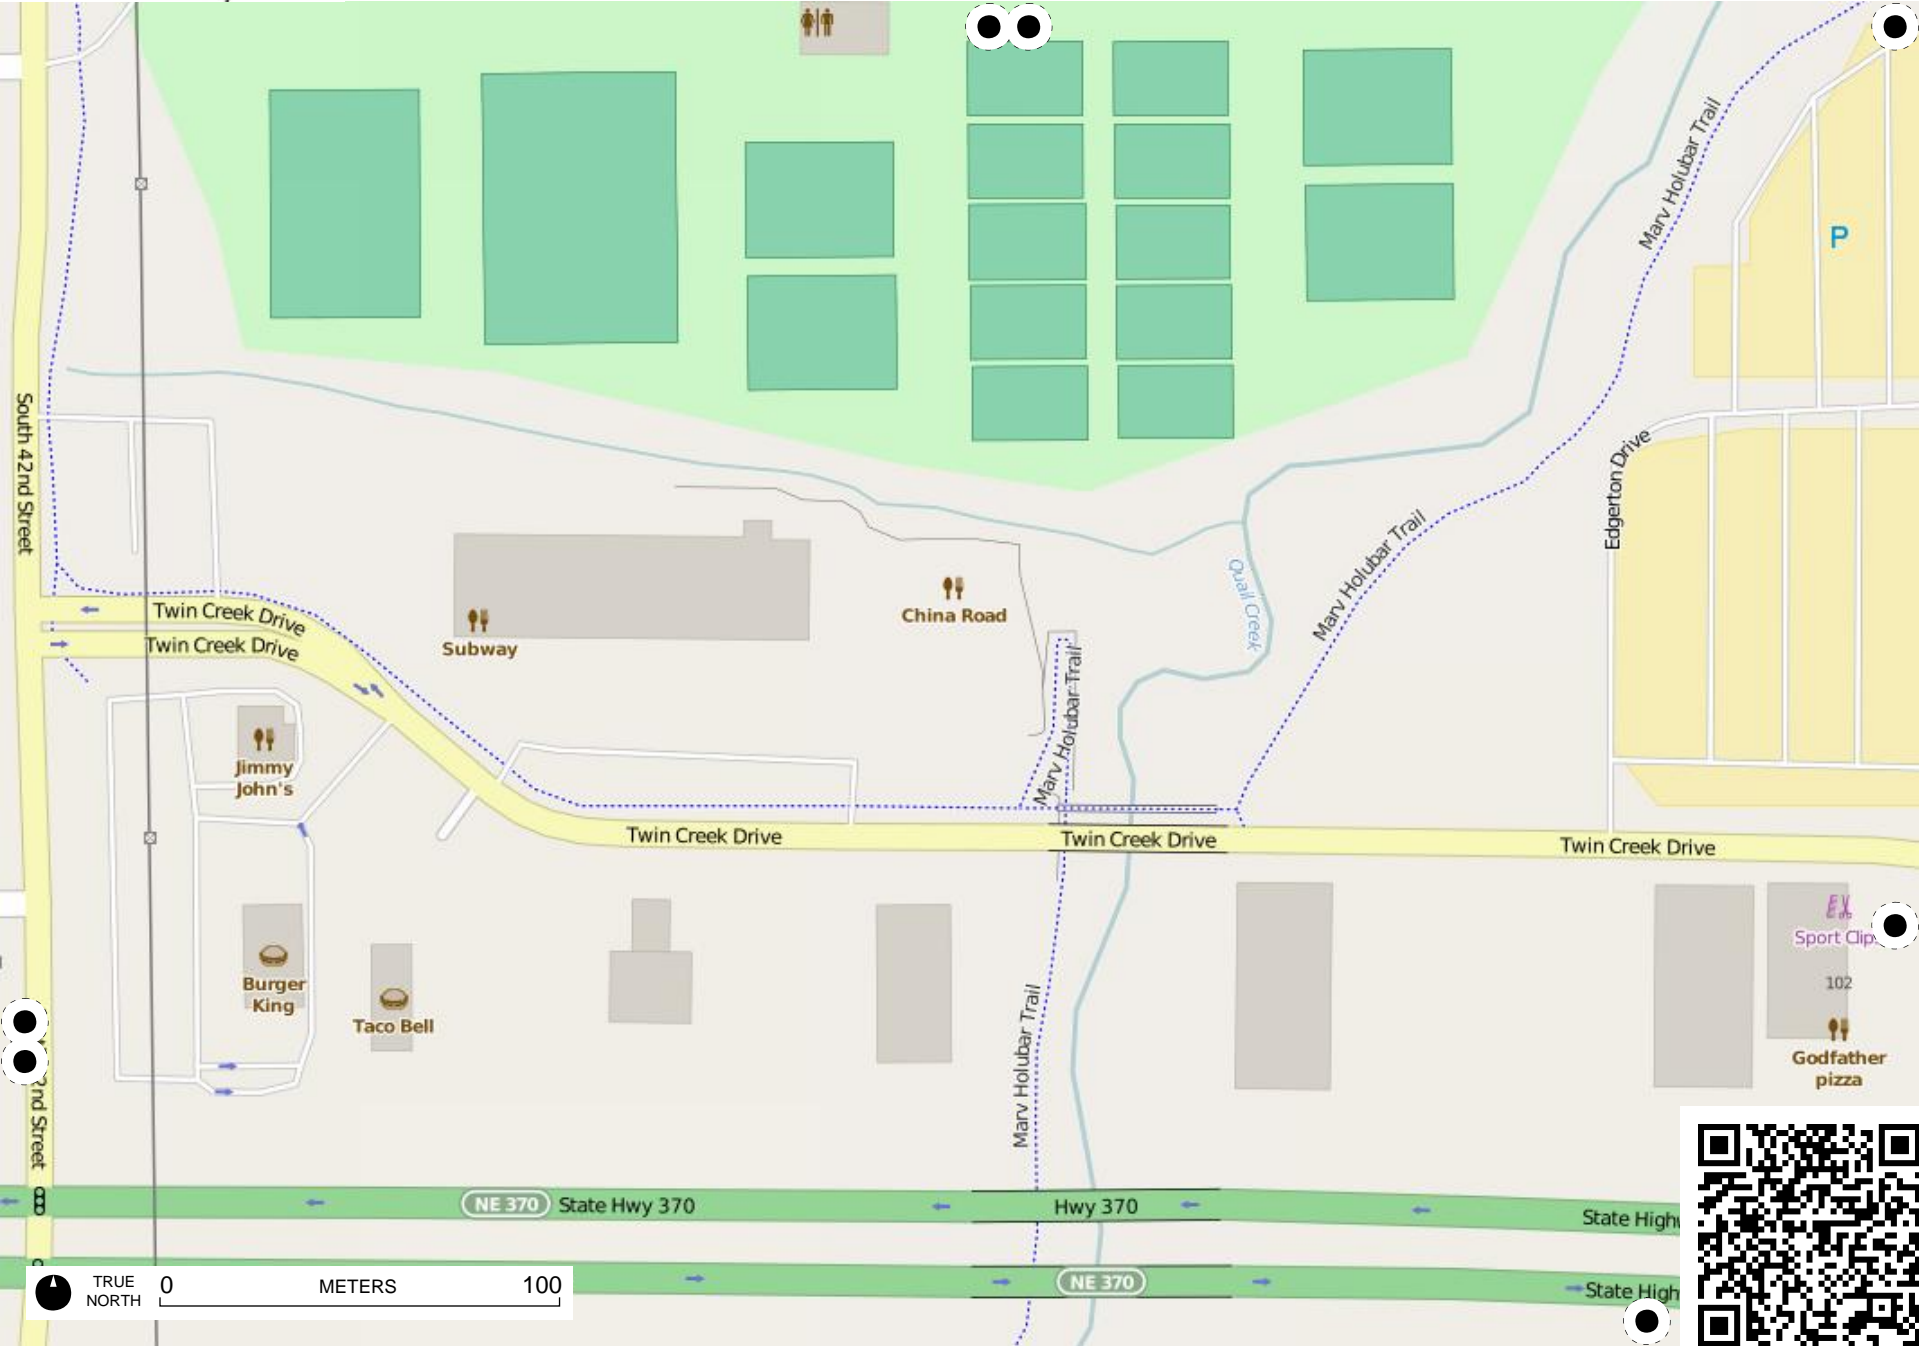 Marv Holubar Trail
P
South 42nd Street
Edgerton Drive
Marv Holubar Trail
Quail Creek
China Road
Twin Creek Drive
Twin Creek Drive
Subway
Marv Holubar Trail
Jimmy
John's
Twin Creek Drive
Twin Creek Drive
Twin Creek Drive
Sport Clips
102
Burger
King
Taco Bell
Marv Holubar Trail
Godfather
pizza
2nd Street
NE 370
State Hwy 370
Hwy 370
State High
NE 370
State High
TRUE
NORTH
0
METERS
100